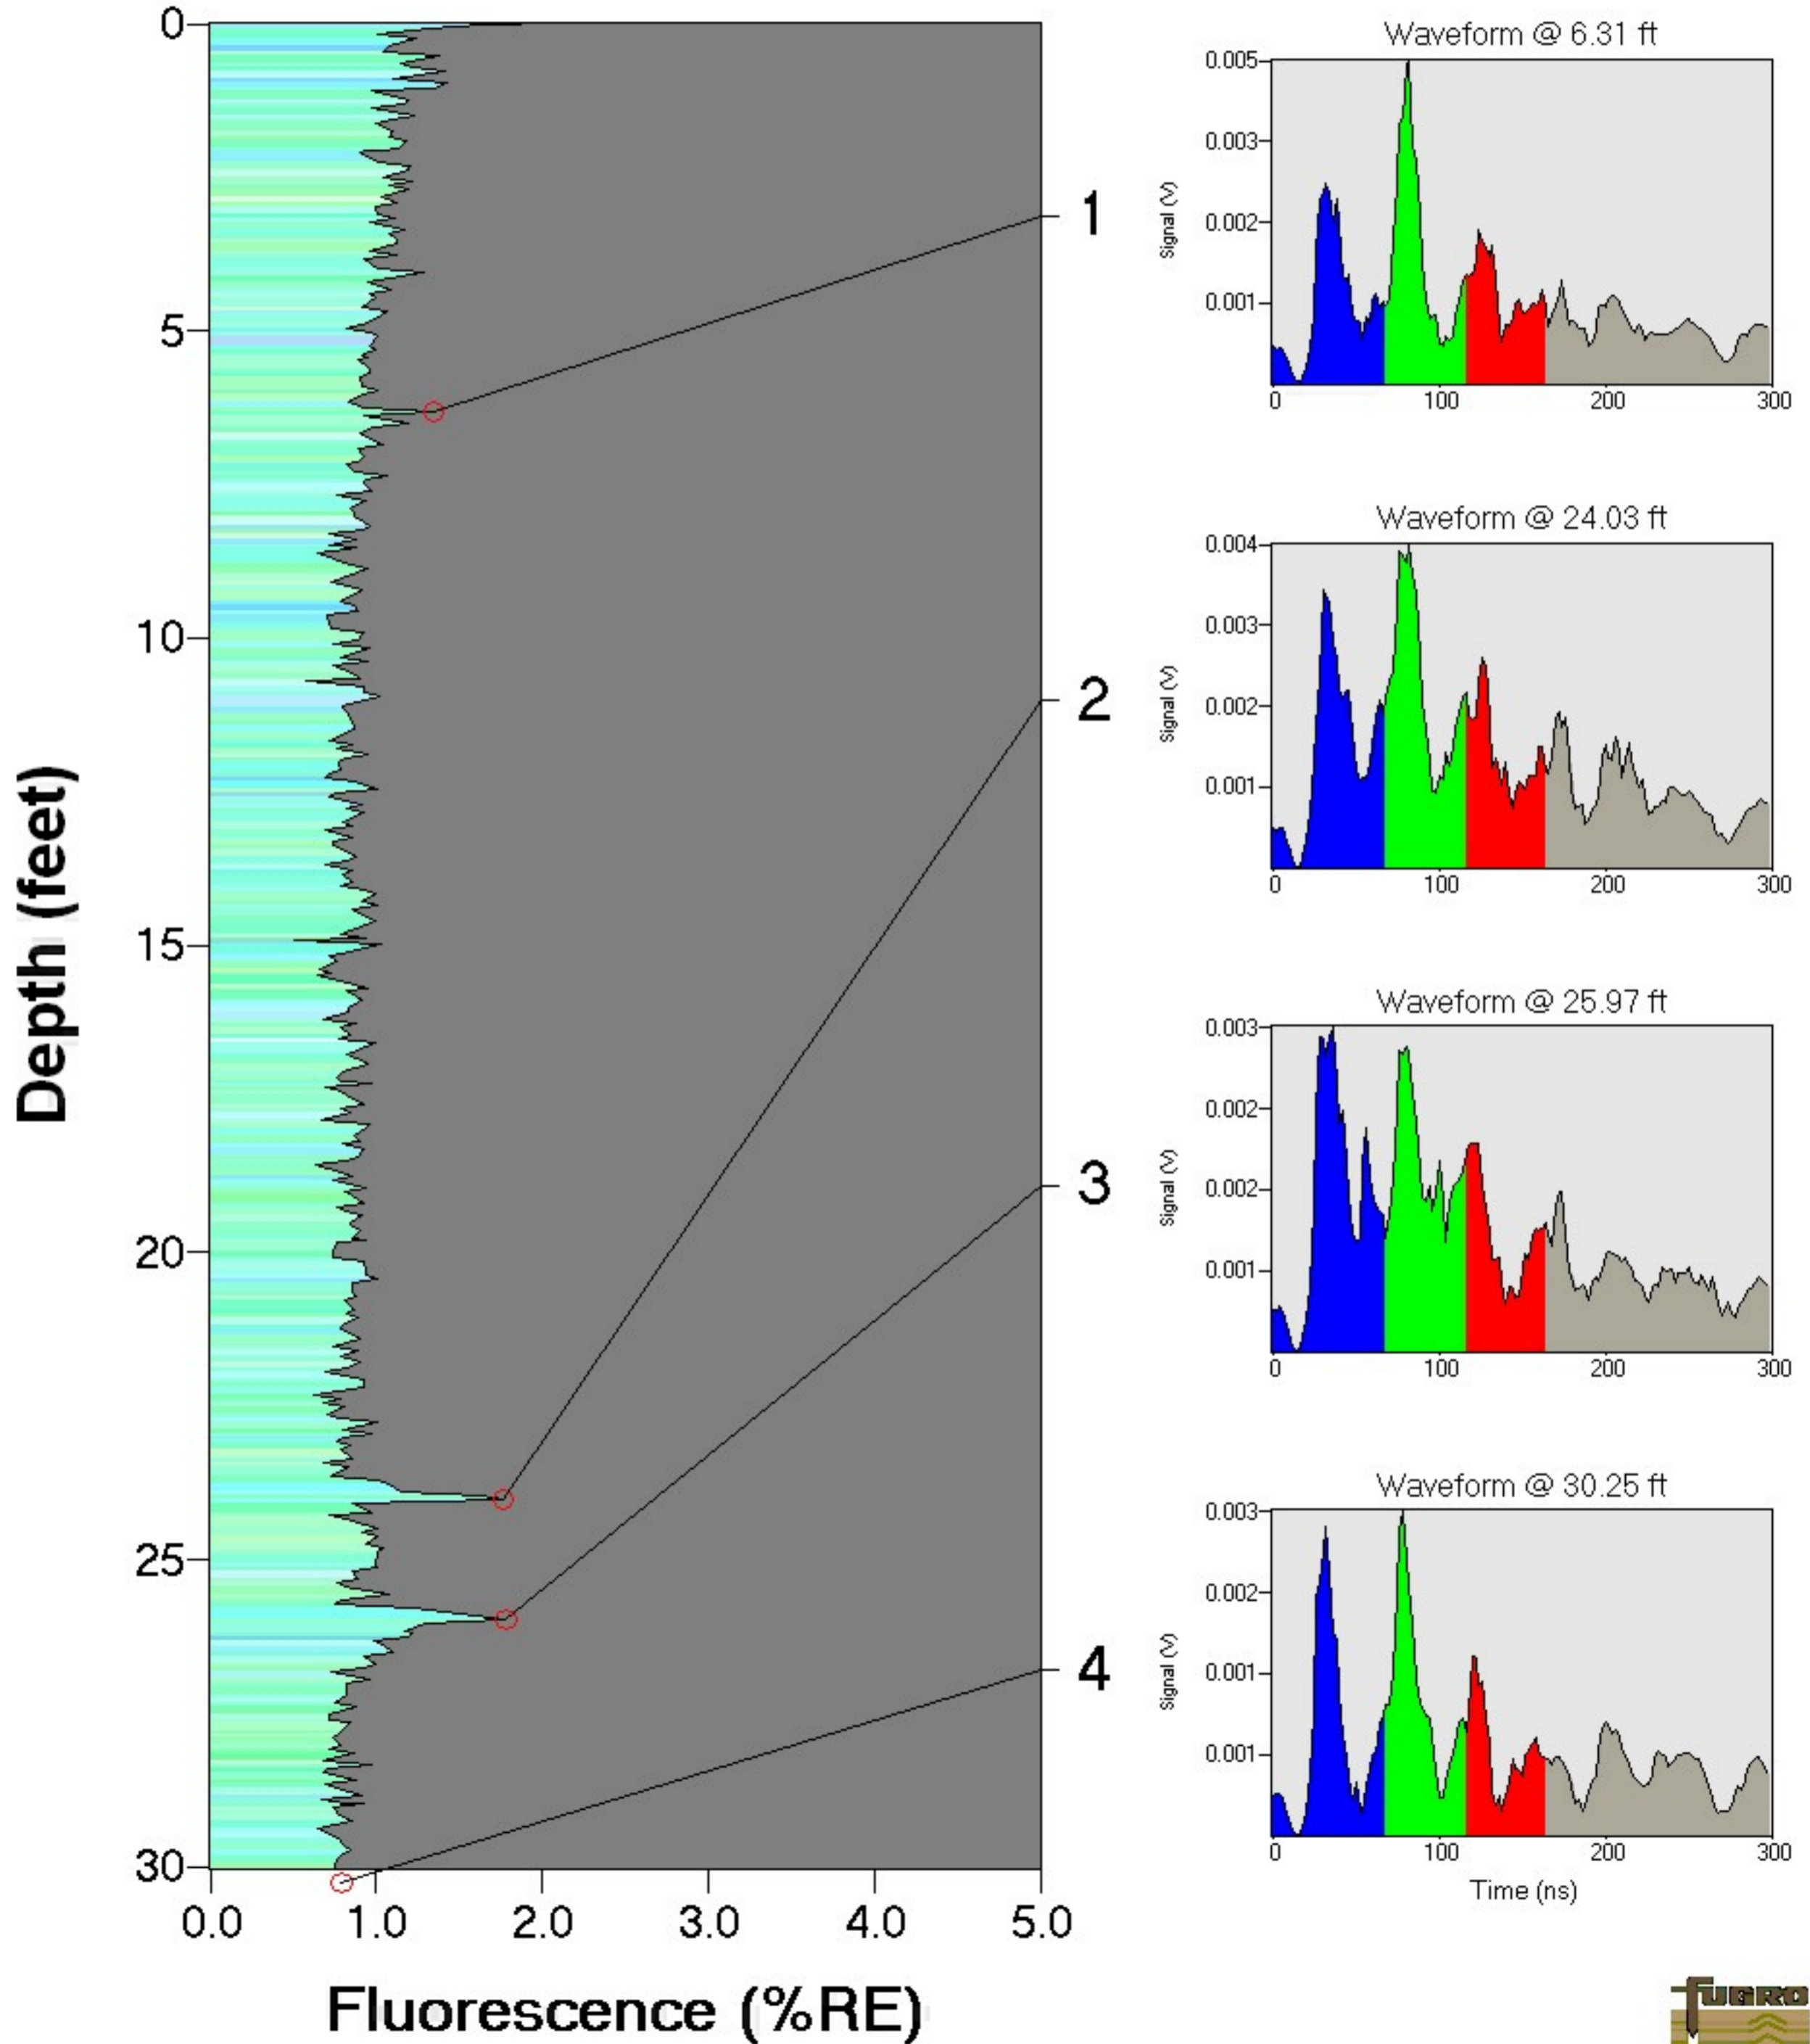 Depth (feet)
0
5
10
15
20
25
30
0.0 1.0 2.0 3.0 4.0 5.0
Fluorescence (%RE)
1
2
3
4
Waveform @ 6.31 ft
Signal (V)
0.005
0.003
0.002
0.001
0 100 200 300
Waveform @ 24.03 ft
Signal (V)
0.004
0.003
0.002
0.001
0 100 200 300
Waveform @ 25.97 ft
Signal (V)
0.003
0.002
0.002
0.001
0 100 200 300
Waveform @ 30.25 ft
Signal (V)
0.003
0.002
0.001
0.001
0 100 200 300
Time (ns)
fUGRO